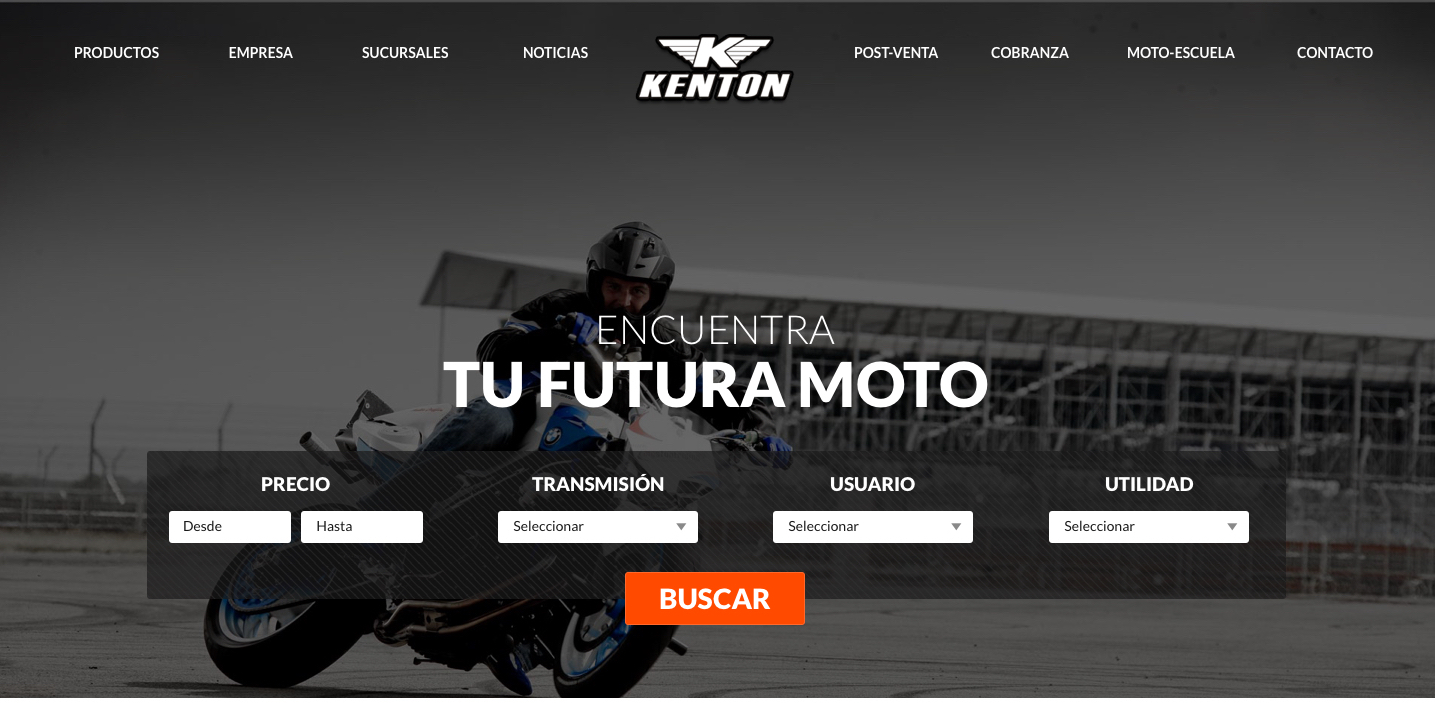 PRODUCTOS EMPRESA SUCURSALES NOTICIAS K KENTON POST-VENTA COBRANZA MOTO-ESCUELA CONTACTO
ENCUENTRA
TU FUTURA MOTO
PRECIO TRANSMISIÓN USUARIO UTILIDAD
Desde Hasta Seleccionar Seleccionar Seleccionar
BUSCAR